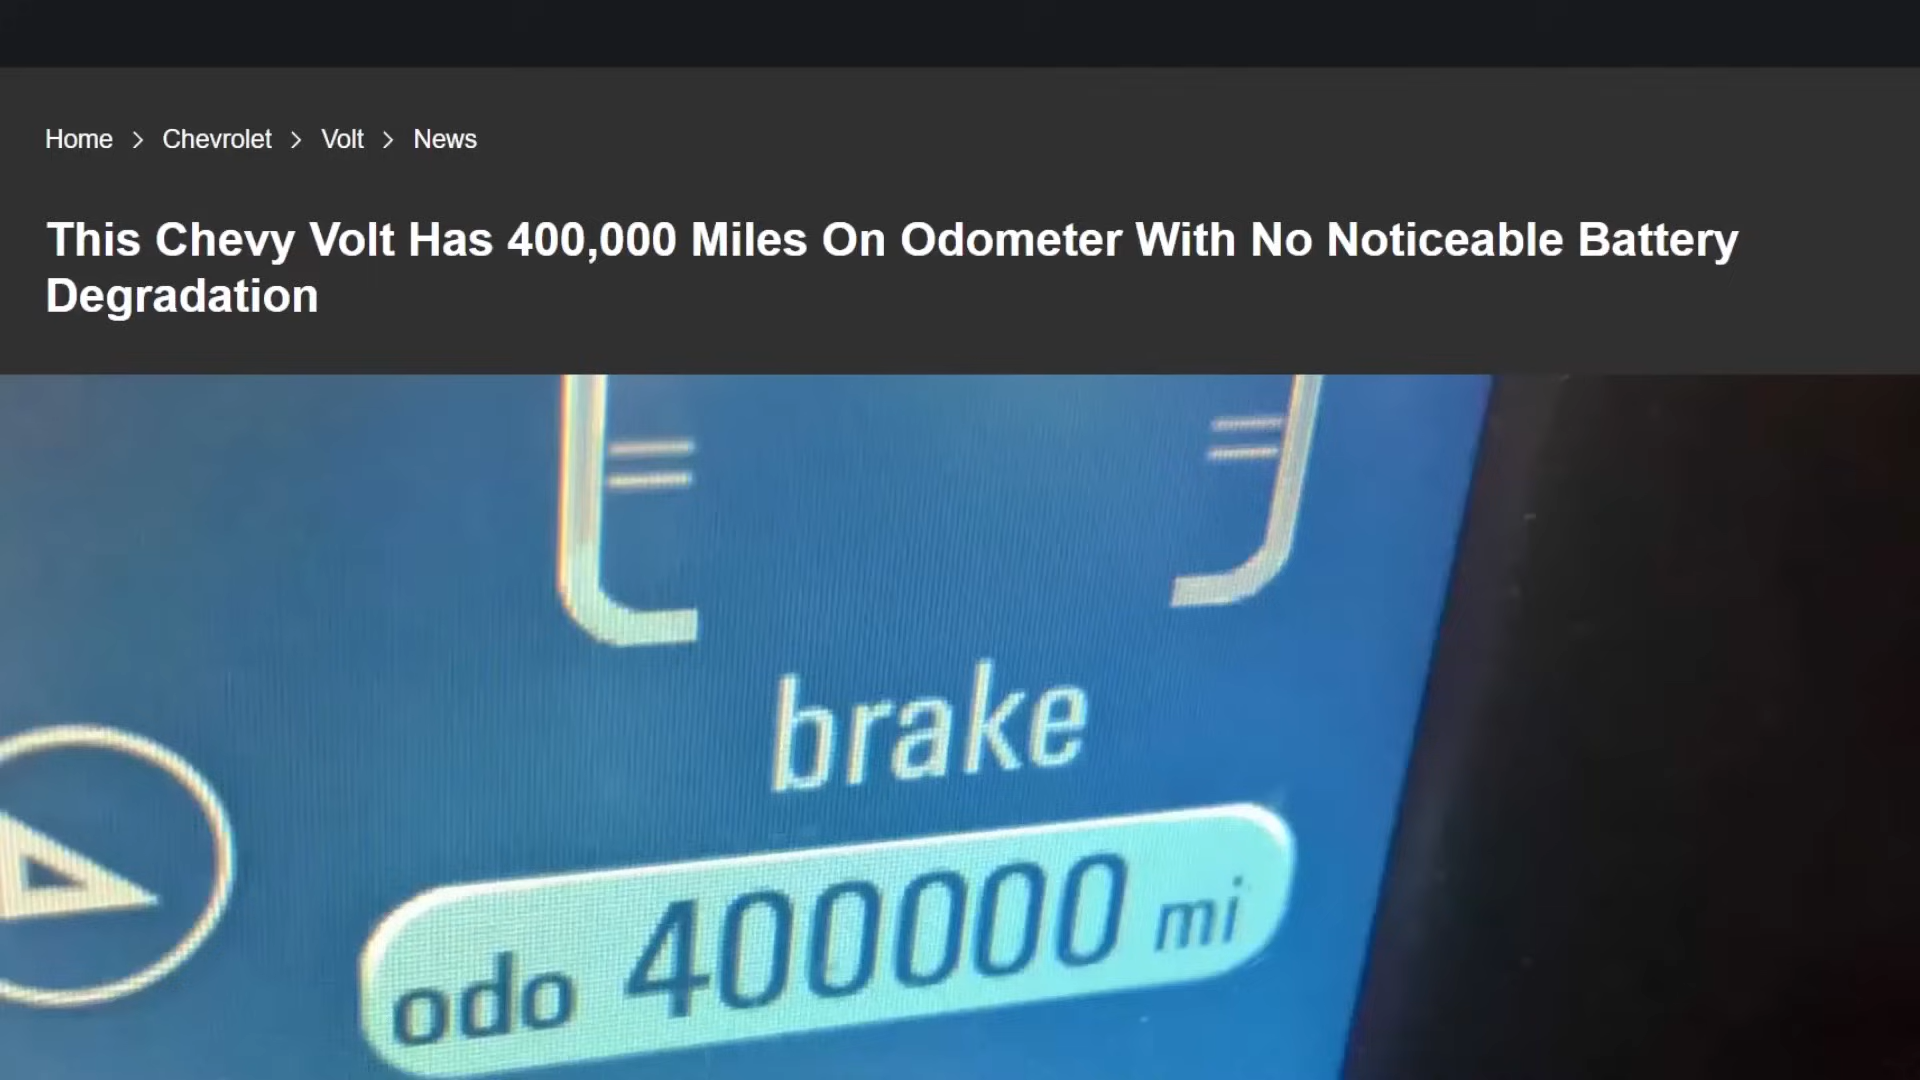 Home > Chevrolet > Volt > News
This Chevy Volt Has 400,000 Miles On Odometer With No Noticeable Battery
Degradation
brake
odo 400000 mi